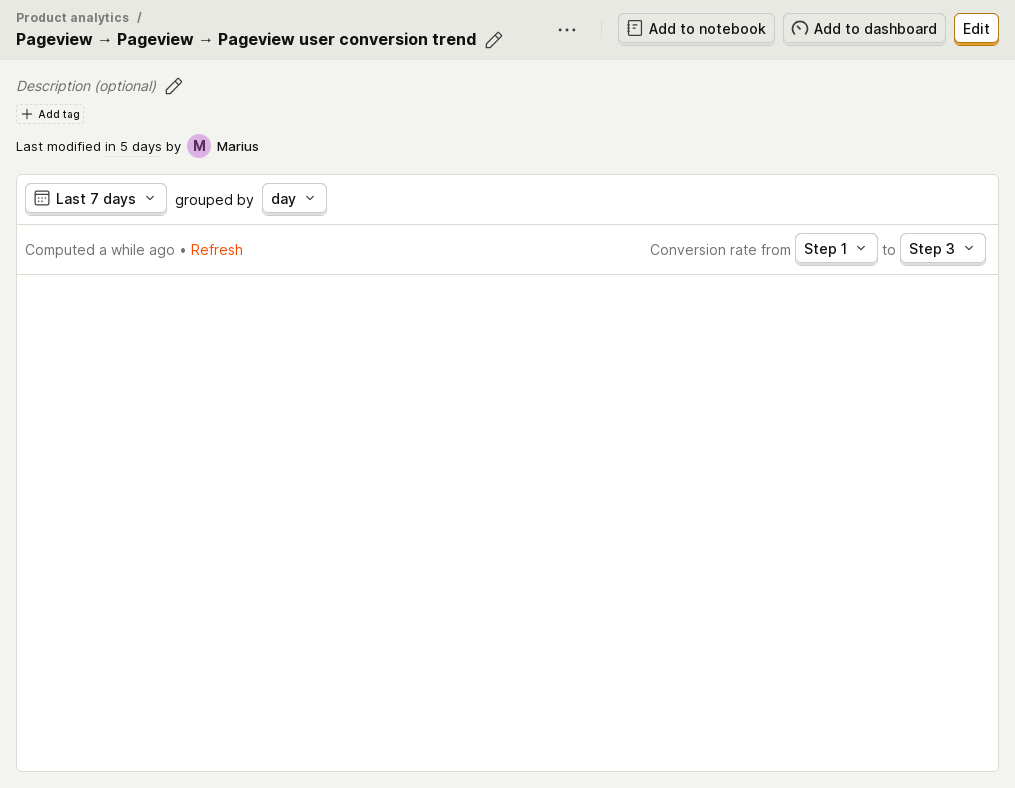 Product analytics /
Pageview → Pageview → Pageview user conversion trend
Add to notebook
Add to dashboard
Edit
Description (optional)
Add tag
Last modified in 5 days by M Marius
Last 7 days grouped by day
Computed a while ago • Refresh
Conversion rate from Step 1 to Step 3